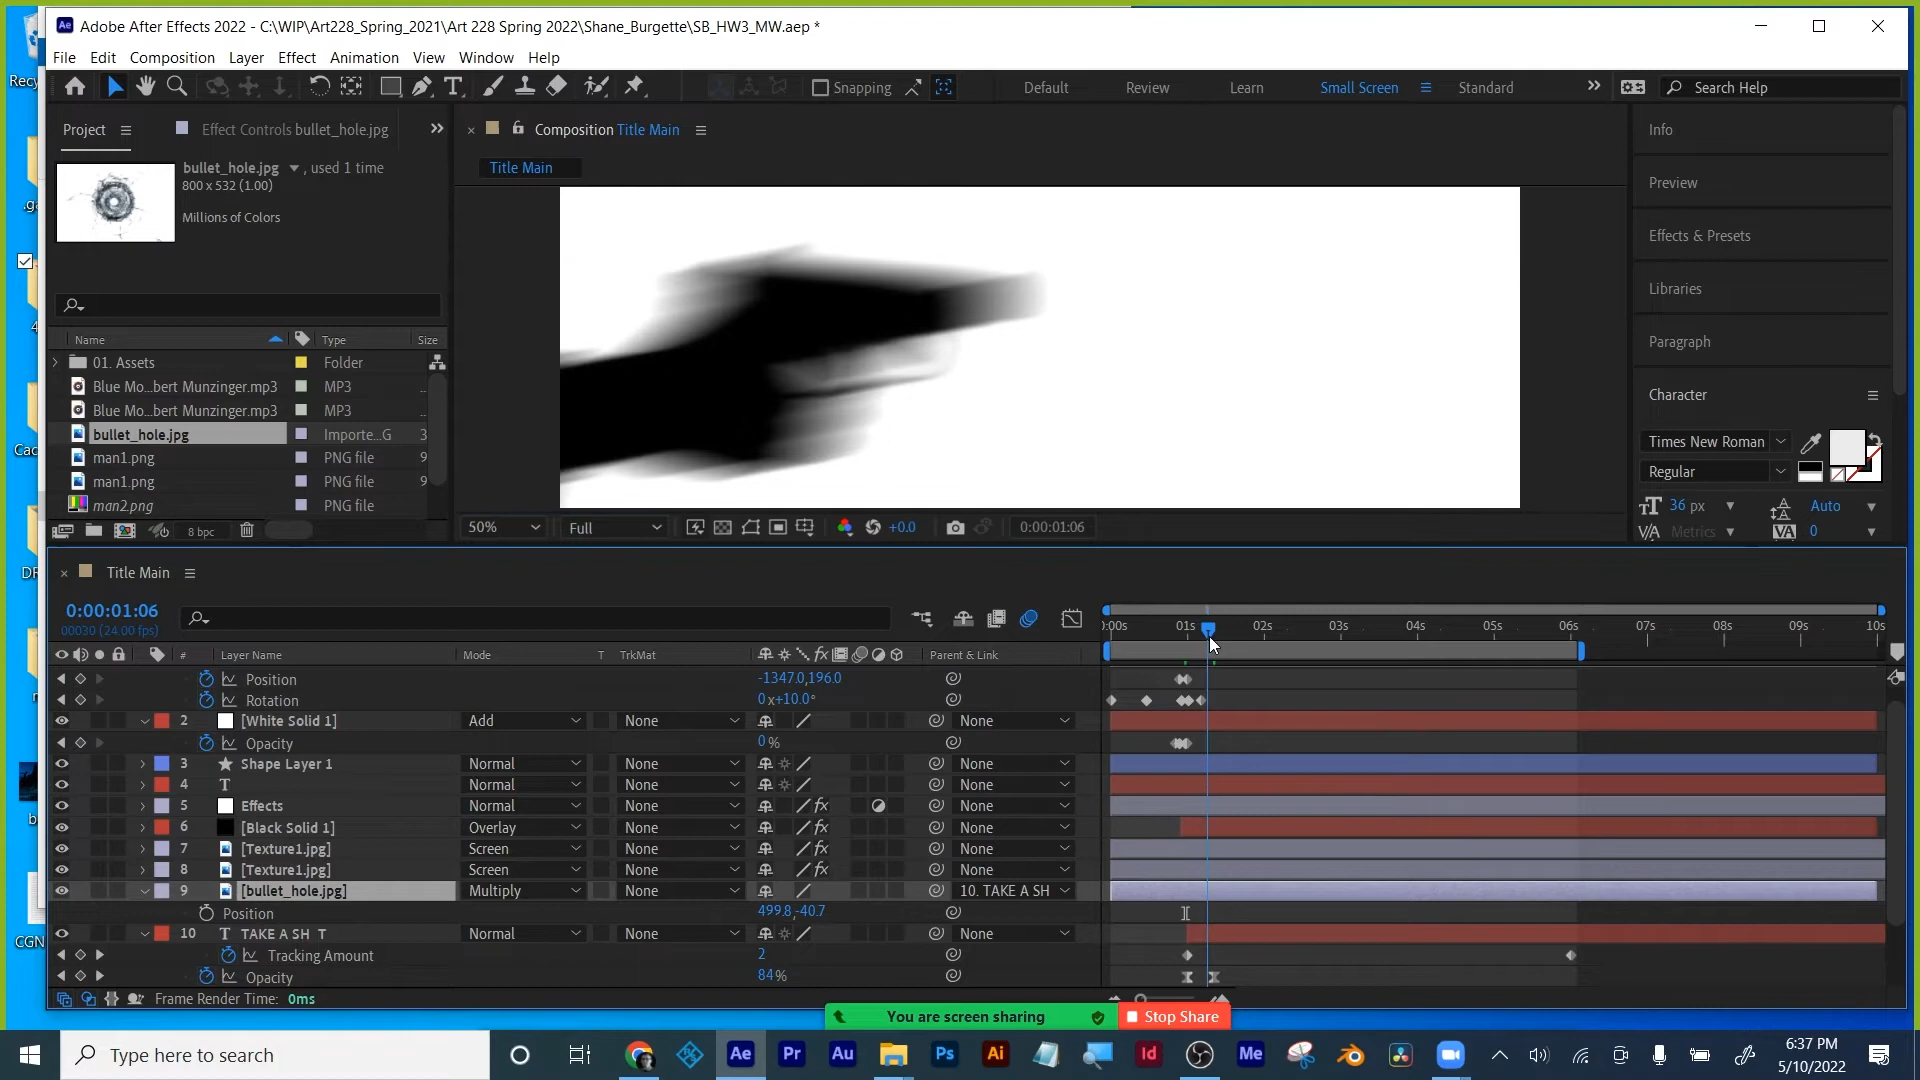 Adobe After Effects 2022 - C:\WIP\Art228_Spring_2021\Art 228 Spring 2022\Shane_Burgette\SB_HW3_MW.aep *
File Edit Composition Layer Effect Animation View Window Help
Snapping Default Review Learn Small Screen Standard Search Help
Project Effect Controls bullet_hole.jpg
Composition Title Main
Title Main
bullet_hole.jpg , used 1 time
800 x 532 (1.00)
Millions of Colors
Name Type Size
01. Assets Folder
Blue Mo...bert Munzinger.mp3 MP3 ..
Blue Mo...bert Munzinger.mp3 MP3 ..
bullet_hole.jpg Importe...G 3
man1.png PNG file 9
man1.png PNG file 9
man2.png PNG file
8 bpc
50% Full +0.0 0:00:01:06
Info
Preview
Effects & Presets
Libraries
Paragraph
Character
Times New Roman
Regular
36 px Auto
Metrics 0
Title Main
0:00:01:06
00030 (24.00 fps)
01s 02s 03s 04s 05s 06s 07s 08s 09s 10s
# Layer Name Mode T TrkMat Parent & Link
Position -1347.0,196.0
Rotation 0x+10.0°
2 [White Solid 1] Add None None
Opacity 0%
3 Shape Layer 1 Normal None None
4 T Normal None None
5 Effects Normal None None
6 [Black Solid 1] Overlay None None
7 [Texture1.jpg] Screen None None
8 [Texture1.jpg] Screen None None
9 [bullet_hole.jpg] Multiply None 10. TAKE A SH
Position 499.8,-40.7
10 T TAKE A SH T Normal None None
Tracking Amount 2
Opacity 84%
Frame Render Time: 0ms
You are screen sharing Stop Share
Type here to search
Ae Pr Au Ps Ai Id Me
6:37 PM
5/10/2022